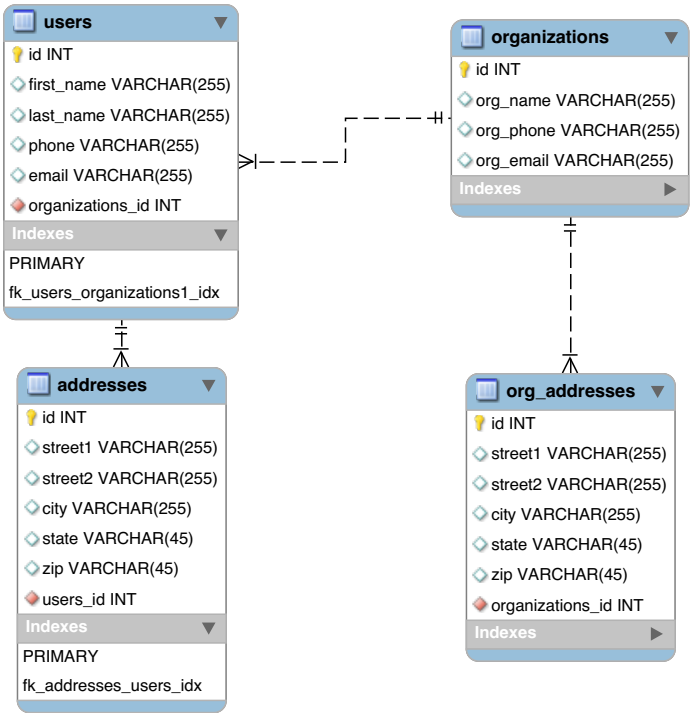 users
id INT
first_name VARCHAR(255)
last_name VARCHAR(255)
phone VARCHAR(255)
email VARCHAR(255)
organizations_id INT
Indexes
PRIMARY
fk_users_organizations1_idx
organizations
id INT
org_name VARCHAR(255)
org_phone VARCHAR(255)
org_email VARCHAR(255)
Indexes
addresses
id INT
street1 VARCHAR(255)
street2 VARCHAR(255)
city VARCHAR(255)
state VARCHAR(45)
zip VARCHAR(45)
users_id INT
Indexes
PRIMARY
fk_addresses_users_idx
org_addresses
id INT
street1 VARCHAR(255)
street2 VARCHAR(255)
city VARCHAR(255)
state VARCHAR(45)
zip VARCHAR(45)
organizations_id INT
Indexes